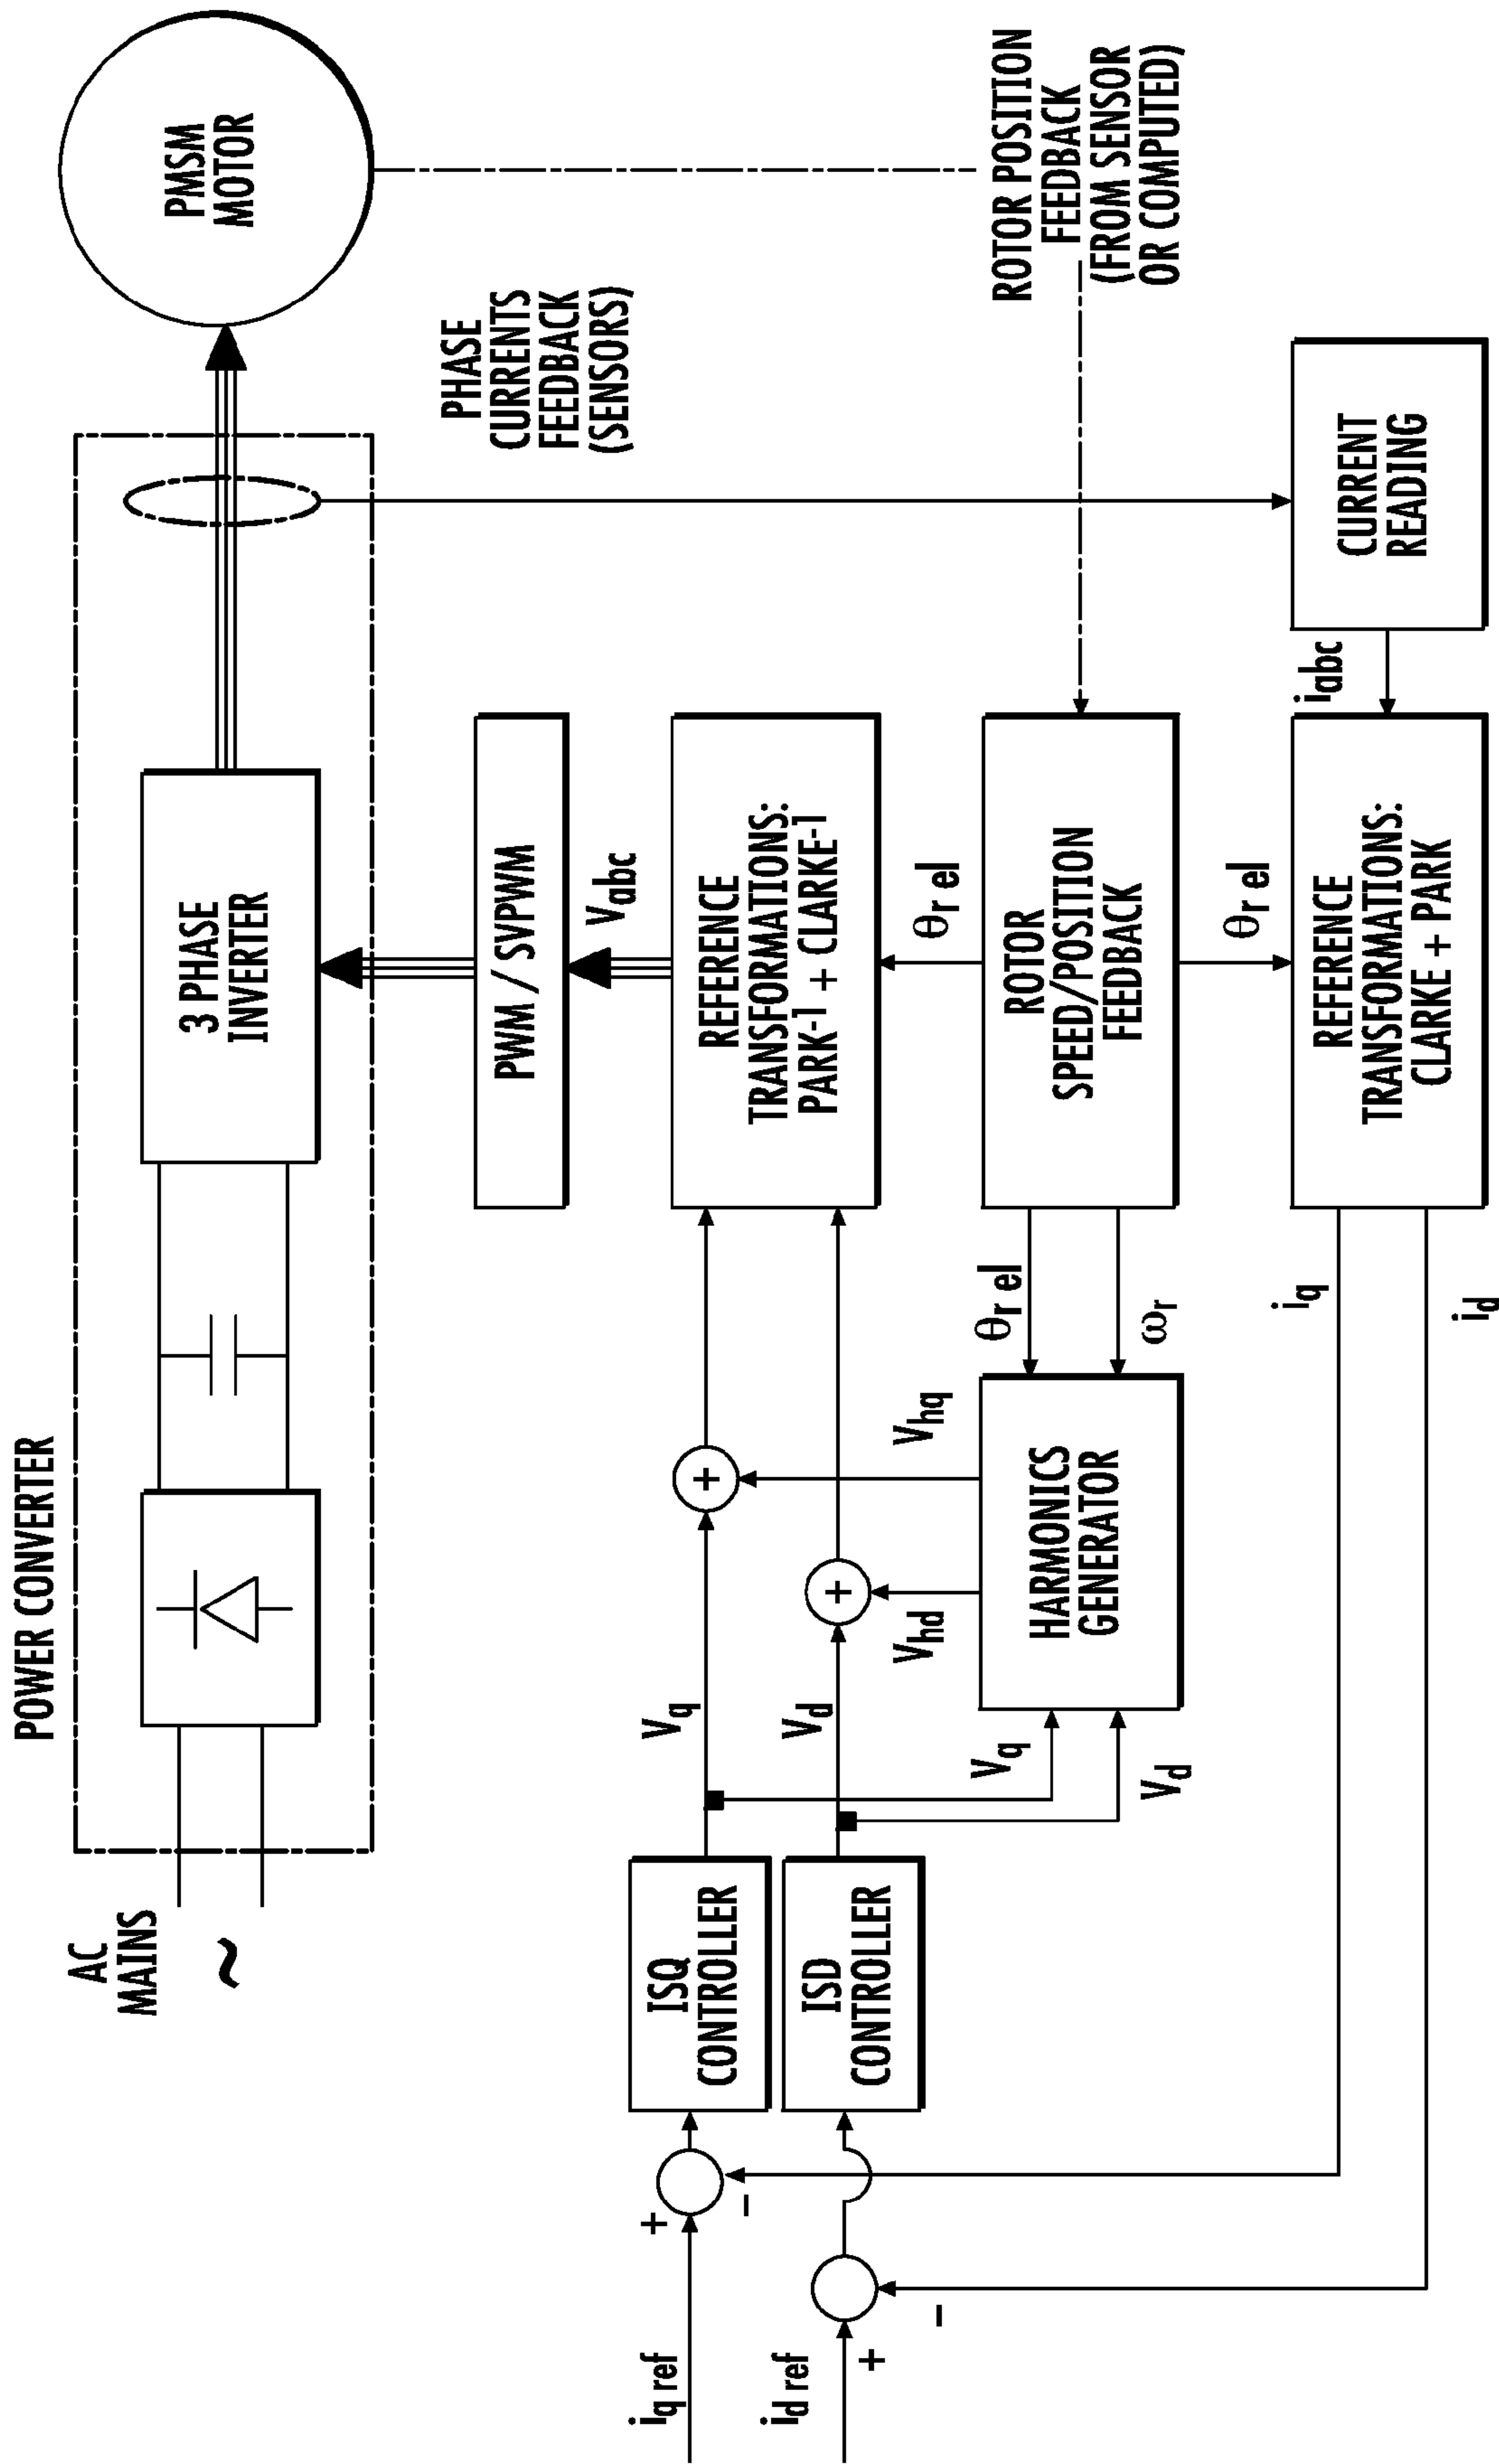 POWER CONVERTER
AC
MAINS
~
3 PHASE
INVERTER
PMSM
MOTOR
PHASE
CURRENTS
FEEDBACK
(SENSORS)
PWM / SVPWM
Vabc
iq ref
+
-
ISQ
CONTROLLER
Vq
+
REFERENCE
TRANSFORMATIONS:
PARK-1 + CLARKE-1
id ref
+
-
ISD
CONTROLLER
Vd
+
Vhd
Vhq
θr el
Vq
Vd
HARMONICS
GENERATOR
θr el
ωr
ROTOR
SPEED/POSITION
FEEDBACK
ROTOR POSITION
FEEDBACK
(FROM SENSOR
OR COMPUTED)
θr el
iq
id
REFERENCE
TRANSFORMATIONS:
CLARKE + PARK
iabc
CURRENT
READING